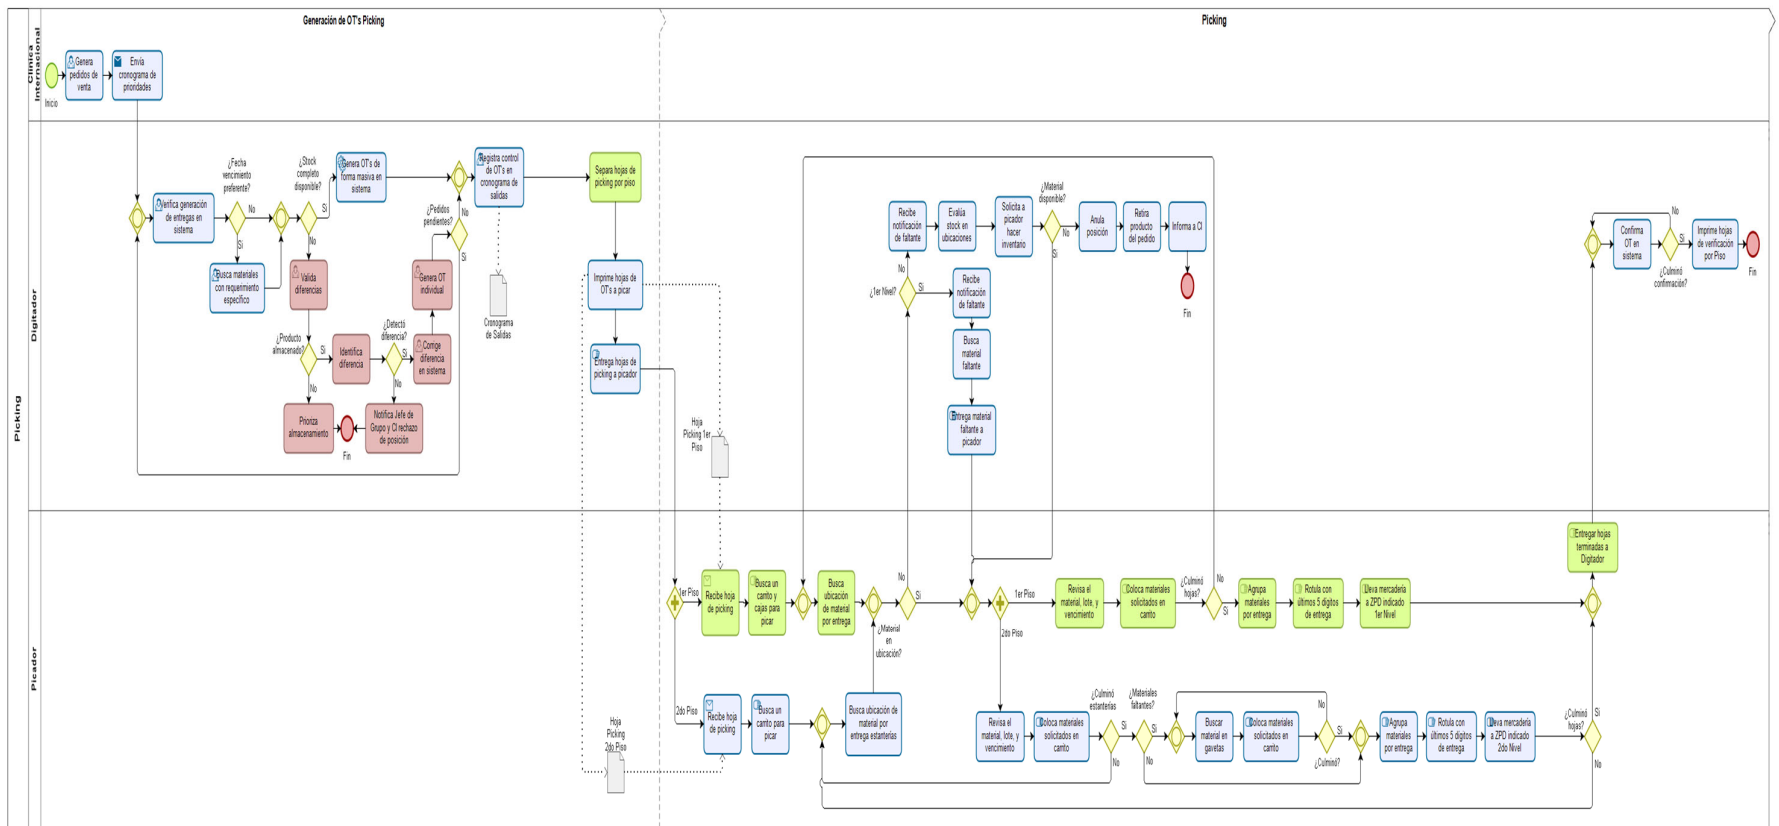 Generación de OT's Picking
Picking
Picking
Clínica
Internacional
Digitador
Picador
Inicio
Genera
pedidos de
venta
Envía
cronograma de
prioridades
Verifica generación
de entregas en
sistema
¿Fecha
vencimiento
preferente?
No
Si
Busca materiales
con requerimiento
específico
¿Stock
completo
disponible?
Si
No
Genera OT's de
forma masiva en
sistema
Valida
diferencias
¿Producto
almacenado?
Si
No
Identifica
diferencia
¿Detectó
diferencia?
Si
No
Corrige
diferencia
en sistema
Genera OT
individual
¿Pedidos
pendientes?
No
Si
Prioriza
almacenamiento
Fin
Notifica Jefe de
Grupo y CI rechazo
de posición
Registra control
de OT's en
cronograma de
salidas
Cronograma
de Salidas
Separa hojas de
picking por piso
Imprime hojas de
OT's a picar
Entrega hojas de
picking a picador
Hoja
Picking 1er
Piso
Hoja
Picking
2do Piso
Recibe
notificación
de faltante
Evalúa
stock en
ubicaciones
Solicita a
picador
hacer
inventario
¿Material
disponible?
No
Si
Anula
posición
Retira
producto
del pedido
Informa a CI
Fin
¿1er Nivel?
No
Si
Recibe
notificación
de faltante
Busca
material
faltante
Entrega material
faltante a
picador
Confirma
OT en
sistema
No
Si
¿Culminó
confirmación?
Imprime hojas
de verificación
por Piso
Fin
1er Piso
Recibe hoja
de picking
Busca un
carrito y
cajas para
picar
Busca
ubicación
de material
por entrega
No
Si
¿Material
en
ubicación?
1er Piso
2do Piso
Revisa el
material, lote, y
vencimiento
Coloca materiales
solicitados en
carrito
¿Culminó
hojas?
No
Si
Agrupa
materiales
por entrega
Rotula con
últimos 5 dígitos
de entrega
Lleva mercadería
a ZPD indicado
1er Nivel
Entregar hojas
terminadas a
Digitador
2do Piso
Recibe hoja
de picking
Busca un
carrito para
picar
Busca ubicación de
material por
entrega estanterías
Revisa el
material, lote, y
vencimiento
Coloca materiales
solicitados en
carrito
¿Culminó
estanterías
Si
No
¿Materiales
faltantes?
Si
No
Buscar
material en
gavetas
Coloca materiales
solicitados en
carrito
No
Si
¿Culminó?
Agrupa
materiales
por entrega
Rotula con
últimos 5 dígitos
de entrega
Lleva mercadería
a ZPD indicado
2do Nivel
¿Culminó
hojas?
Si
No